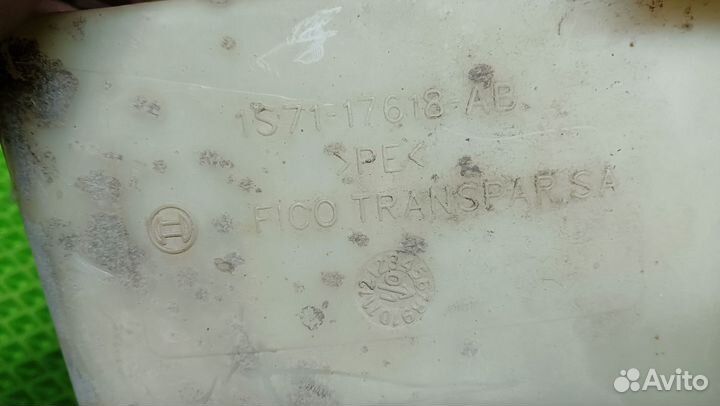 1S71-17618-AB
>PE<
FICO TRANSPAR,SA
Avito